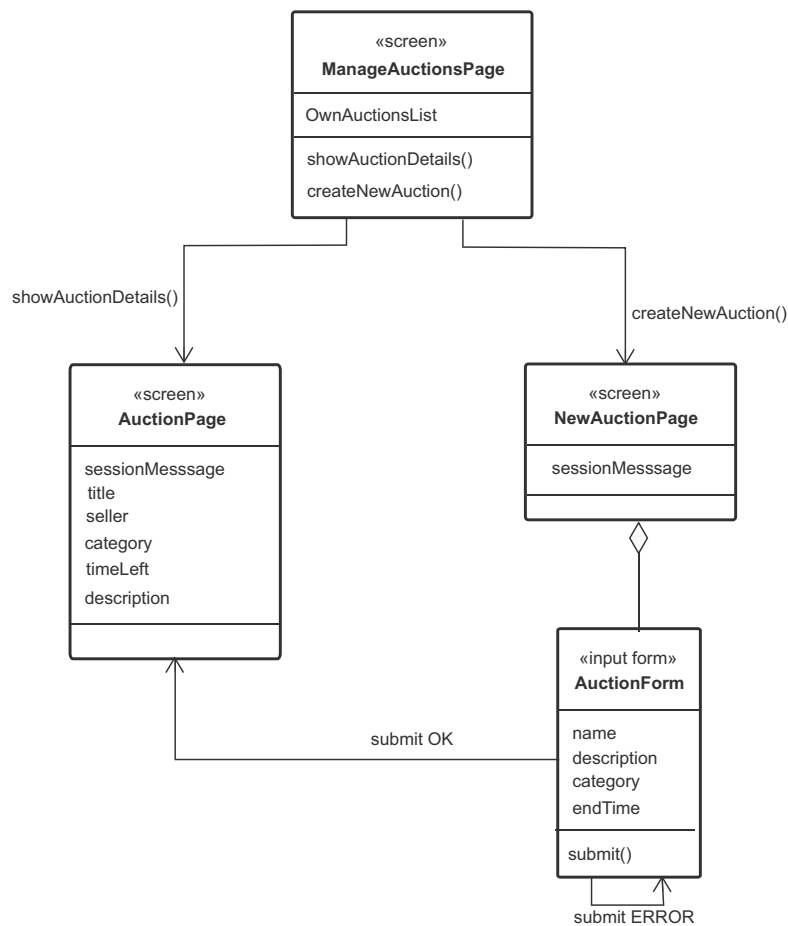 «screen»
ManageAuctionsPage
OwnAuctionsList
showAuctionDetails()
createNewAuction()
showAuctionDetails()
createNewAuction()
«screen»
AuctionPage
sessionMesssage
title
seller
category
timeLeft
description
«screen»
NewAuctionPage
sessionMesssage
«input form»
AuctionForm
name
description
category
endTime
submit()
submit OK
submit ERROR